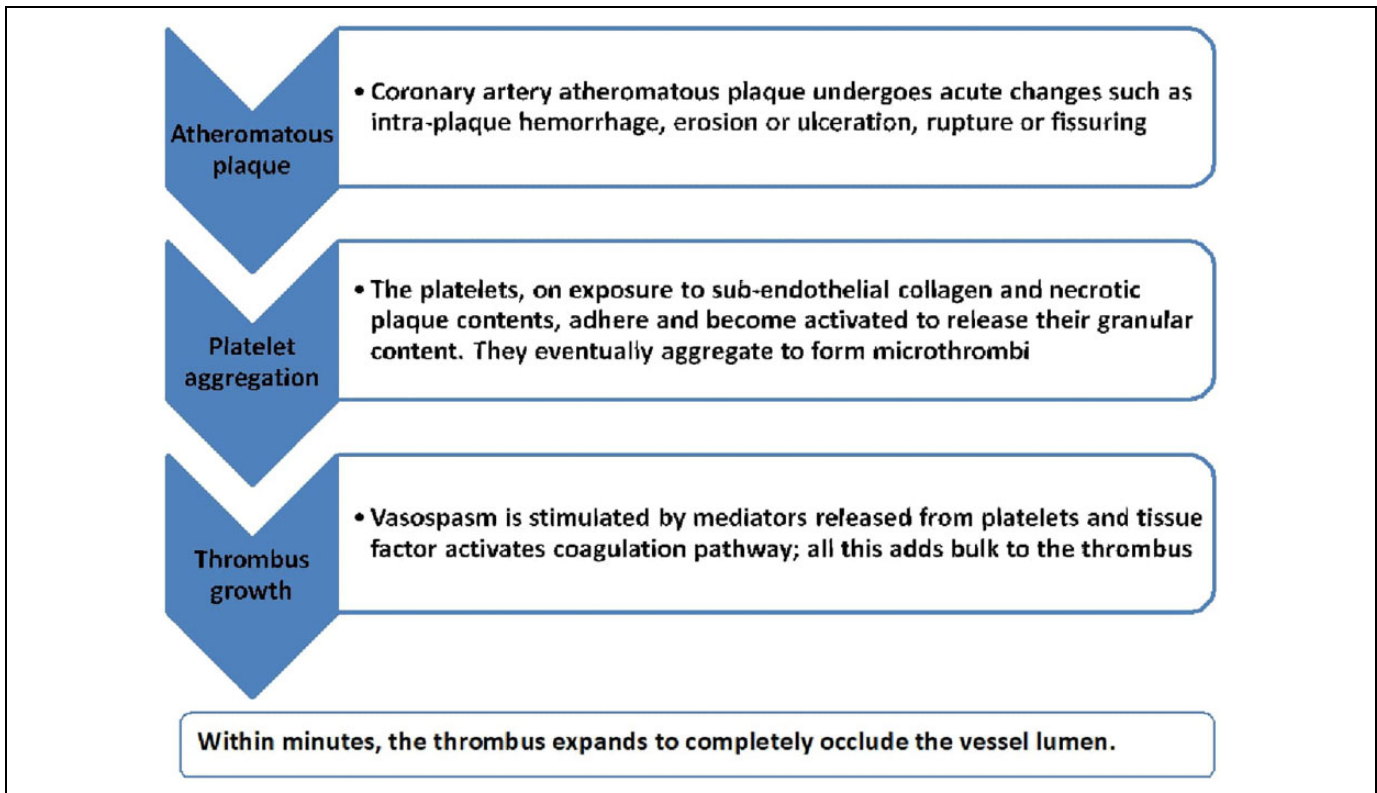 Atheromatous
plaque
• Coronary artery atheromatous plaque undergoes acute changes such as
intra-plaque hemorrhage, erosion or ulceration, rupture or fissuring
Platelet
aggregation
• The platelets, on exposure to sub-endothelial collagen and necrotic
plaque contents, adhere and become activated to release their granular
content. They eventually aggregate to form microthrombi
Thrombus
growth
• Vasospasm is stimulated by mediators released from platelets and tissue
factor activates coagulation pathway; all this adds bulk to the thrombus
Within minutes, the thrombus expands to completely occlude the vessel lumen.